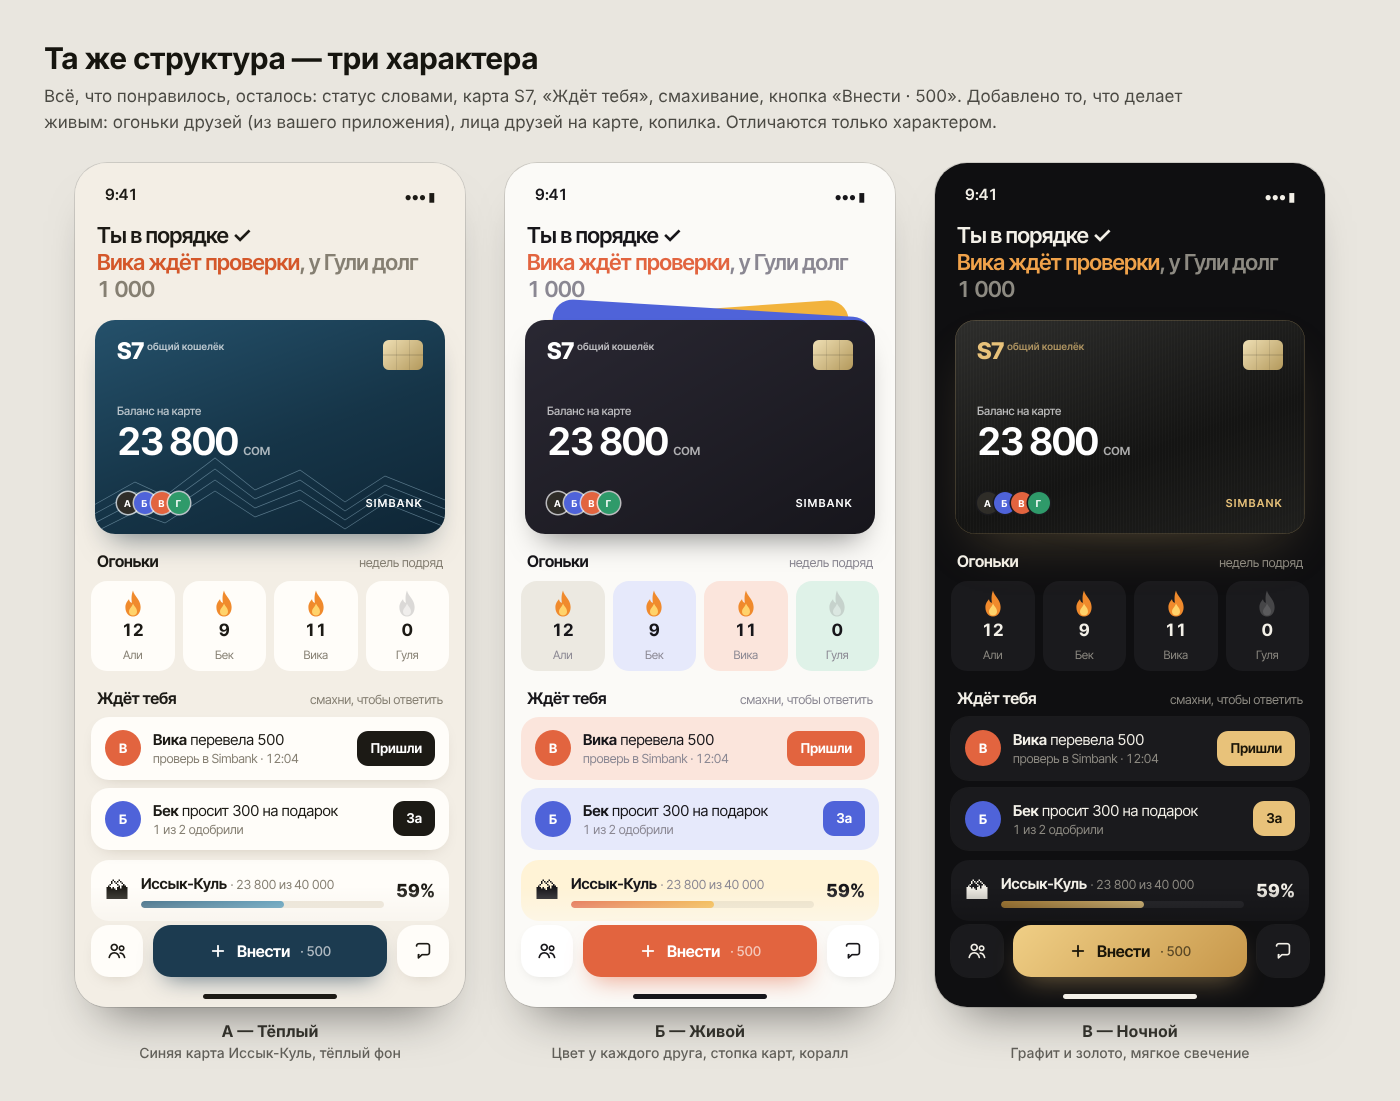 Та же структура — три характера
Всё, что понравилось, осталось: статус словами, карта S7, «Ждёт тебя», смахивание, кнопка «Внести · 500». Добавлено то, что делает
живым: огоньки друзей (из вашего приложения), лица друзей на карте, копилка. Отличаются только характером.
9:41
Ты в порядке ✓
Вика ждёт проверки, у Гули долг
1 000
S7 общий кошелёк
Баланс на карте
23 800 сом
А Б В Г
SIMBANK
Огоньки
недель подряд
12
9
11
0
Али
Бек
Вика
Гуля
Ждёт тебя
смахни, чтобы ответить
В
Вика перевела 500
проверь в Simbank · 12:04
Пришли
Б
Бек просит 300 на подарок
1 из 2 одобрили
За
Иссык-Куль · 23 800 из 40 000
59%
+ Внести · 500
А — Тёплый
Синяя карта Иссык-Куль, тёплый фон
9:41
Ты в порядке ✓
Вика ждёт проверки, у Гули долг
1 000
S7 общий кошелёк
Баланс на карте
23 800 сом
А Б В Г
SIMBANK
Огоньки
недель подряд
12
9
11
0
Али
Бек
Вика
Гуля
Ждёт тебя
смахни, чтобы ответить
В
Вика перевела 500
проверь в Simbank · 12:04
Пришли
Б
Бек просит 300 на подарок
1 из 2 одобрили
За
Иссык-Куль · 23 800 из 40 000
59%
+ Внести · 500
Б — Живой
Цвет у каждого друга, стопка карт, коралл
9:41
Ты в порядке ✓
Вика ждёт проверки, у Гули долг
1 000
S7 общий кошелёк
Баланс на карте
23 800 сом
А Б В Г
SIMBANK
Огоньки
недель подряд
12
9
11
0
Али
Бек
Вика
Гуля
Ждёт тебя
смахни, чтобы ответить
В
Вика перевела 500
проверь в Simbank · 12:04
Пришли
Б
Бек просит 300 на подарок
1 из 2 одобрили
За
Иссык-Куль · 23 800 из 40 000
59%
+ Внести · 500
В — Ночной
Графит и золото, мягкое свечение